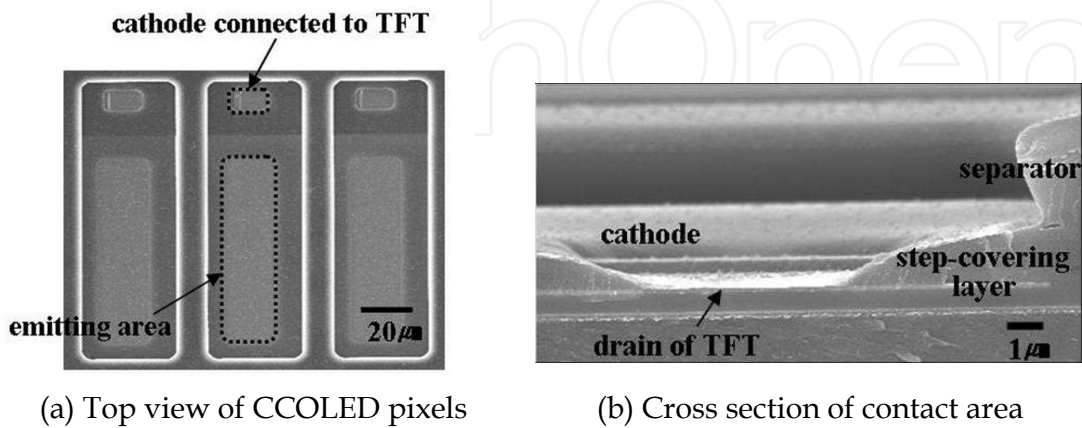 cathode connected to TFT
emitting area
20㎛
(a) Top view of CCOLED pixels
separator
cathode
step-covering
layer
drain of TFT
1㎛
(b) Cross section of contact area